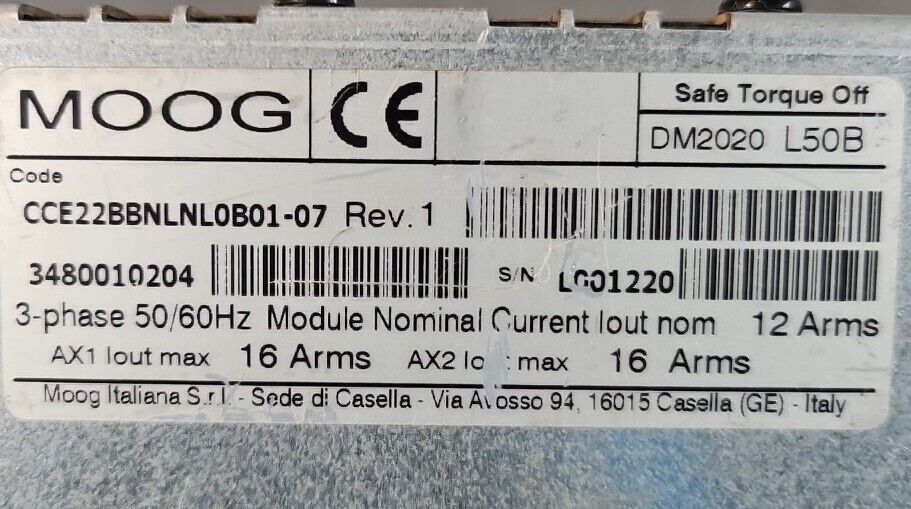 MOOG
CE
Safe Torque Off
DM2020 L50B
Code
CCE22BBNLNL0B01-07 Rev.1
3480010204
S/N
3-phase 50/60Hz Module Nominal Current Iout nom 12 Arms
AX1 Iout max 16 Arms AX2 max 16 Arms
Moog Italiana S.r.l. - Sede di Casella - Via 94, 16015 Casella (GE) - Italy